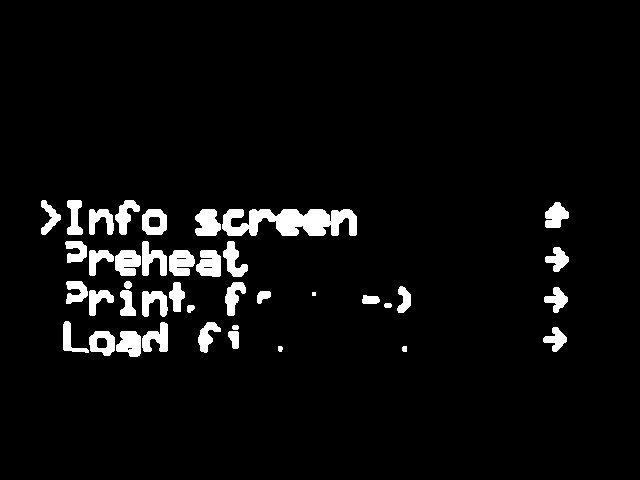 >Info screen ↑
Preheat →
Print →
Load →